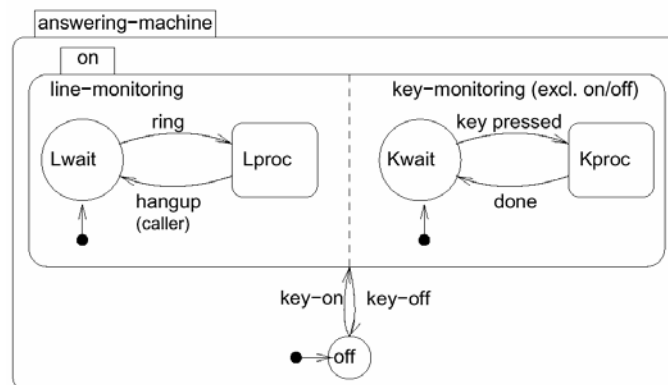 answering-machine
on
line-monitoring
key-monitoring (excl. on/off)
ring
key pressed
Lwait
Lproc
Kwait
Kproc
hangup
(caller)
done
key-on
key-off
off